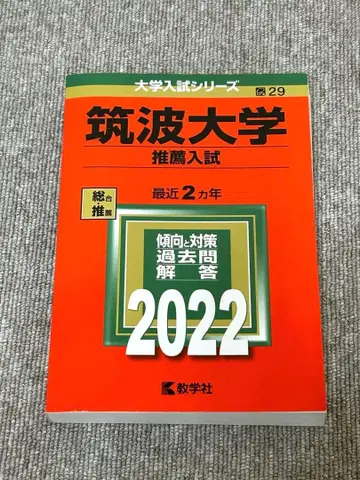 大学入試シリーズ
29
筑波大学
推薦入試
最近2カ年
総合
推薦
傾向と対策
過去問
解答
2022
教学社